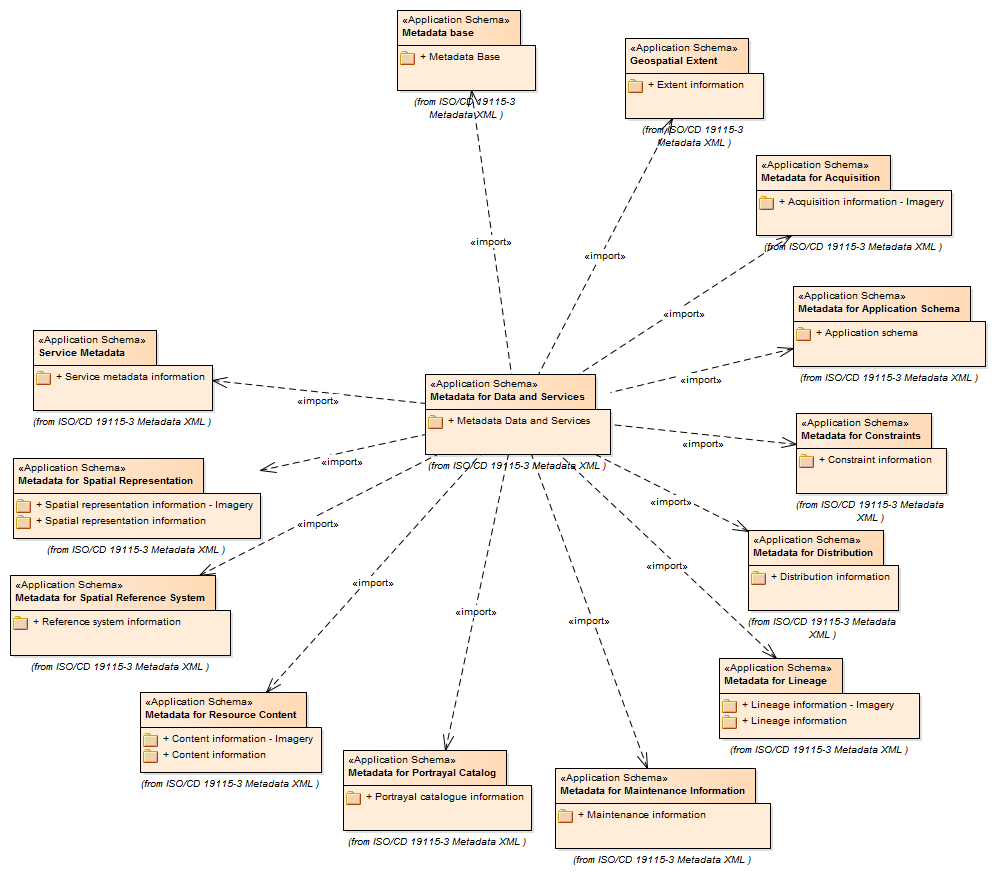 «Application Schema»
Metadata base
+ Metadata Base
(from ISO/CD 19115-3
Metadata XML )
«Application Schema»
Geospatial Extent
+ Extent information
(from ISO/CD 19115-3
Metadata XML )
«Application Schema»
Metadata for Acquisition
+ Acquisition information - Imagery
(from ISO/CD 19115-3 Metadata XML )
«import»
«import»
«import»
«Application Schema»
Metadata for Application Schema
+ Application schema
(from ISO/CD 19115-3 Metadata XML )
«Application Schema»
Service Metadata
+ Service metadata information
(from ISO/CD 19115-3 Metadata XML )
«import»
«import»
«Application Schema»
Metadata for Data and Services
+ Metadata Data and Services
(from ISO/CD 19115-3 Metadata XML )
«Application Schema»
Metadata for Constraints
+ Constraint information
(from ISO/CD 19115-3 Metadata
XML )
«import»
«import»
«Application Schema»
Metadata for Spatial Representation
+ Spatial representation information - Imagery
+ Spatial representation information
(from ISO/CD 19115-3 Metadata XML )
«import»
«import»
«Application Schema»
Metadata for Distribution
+ Distribution information
(from ISO/CD 19115-3 Metadata
XML )
«Application Schema»
Metadata for Spatial Reference System
+ Reference system information
(from ISO/CD 19115-3 Metadata XML )
«import»
«import»
«import»
«import»
«Application Schema»
Metadata for Lineage
+ Lineage information - Imagery
+ Lineage information
(from ISO/CD 19115-3 Metadata XML )
«Application Schema»
Metadata for Resource Content
+ Content information - Imagery
+ Content information
(from ISO/CD 19115-3 Metadata XML )
«Application Schema»
Metadata for Portrayal Catalog
+ Portrayal catalogue information
(from ISO/CD 19115-3 Metadata XML )
«Application Schema»
Metadata for Maintenance Information
+ Maintenance information
(from ISO/CD 19115-3 Metadata XML )